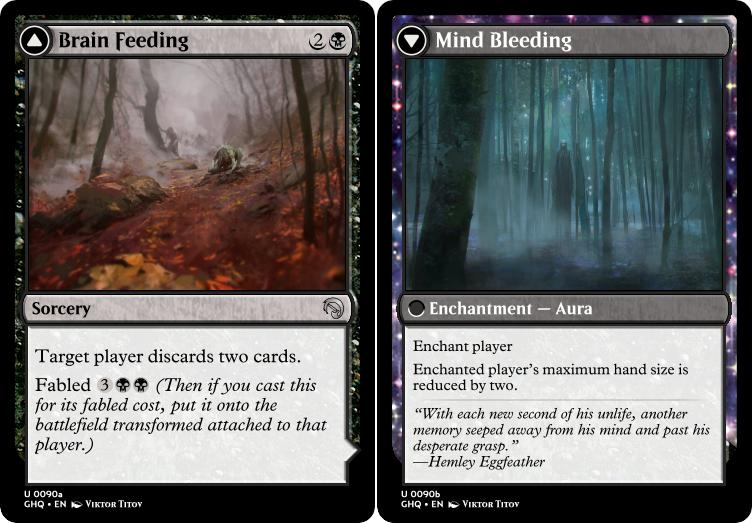 Brain Feeding 2
Sorcery
Target player discards two cards.
Fabled 3 (Then if you cast this
for its fabled cost, put it onto the
battlefield transformed attached to that
player.)
U 0090a
GHQ • EN Viktor Titov
Mind Bleeding
Enchantment — Aura
Enchant player
Enchanted player's maximum hand size is
reduced by two.
“With each new second of his unlife, another
memory seeped away from his mind and past his
desperate grasp.”
—Hemley Eggfeather
U 0090b
GHQ • EN Viktor Titov